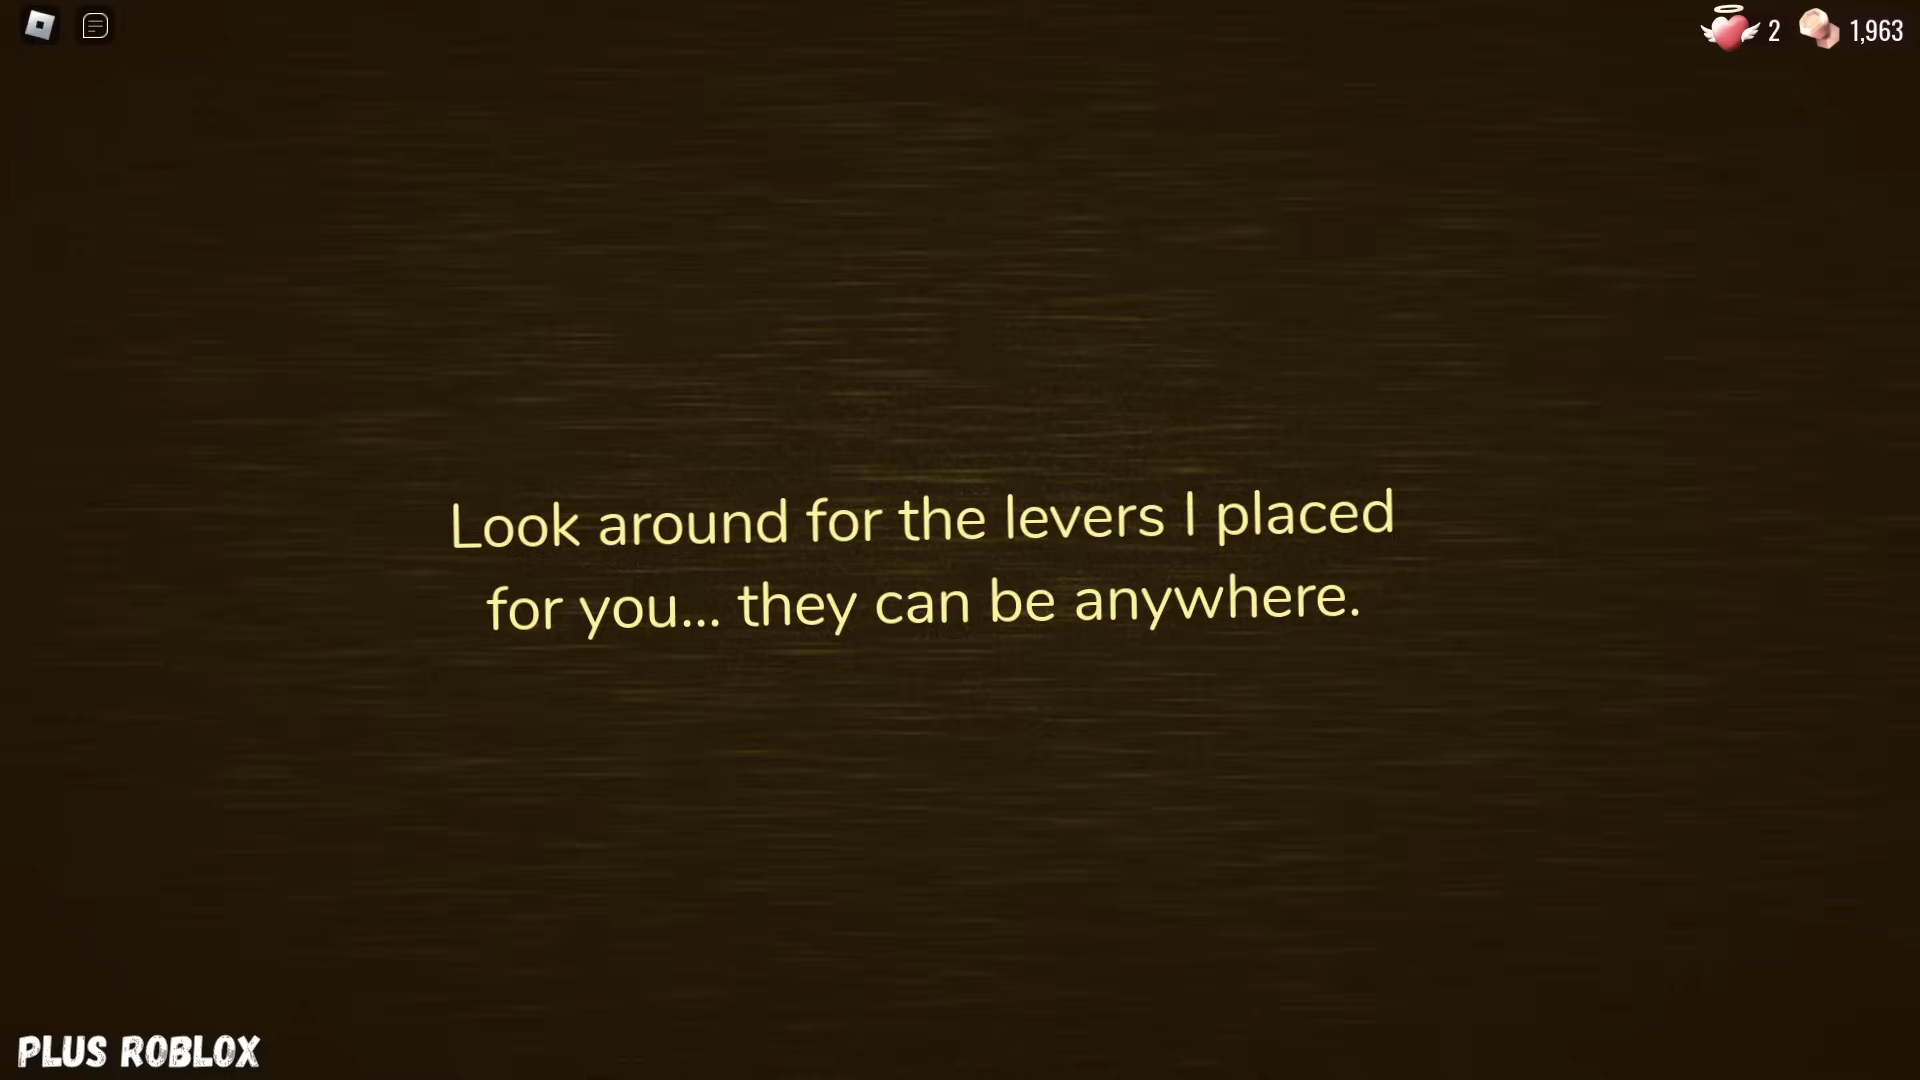 2 1,963
Look around for the levers I placed
for you... they can be anywhere.
PLUS ROBLOX